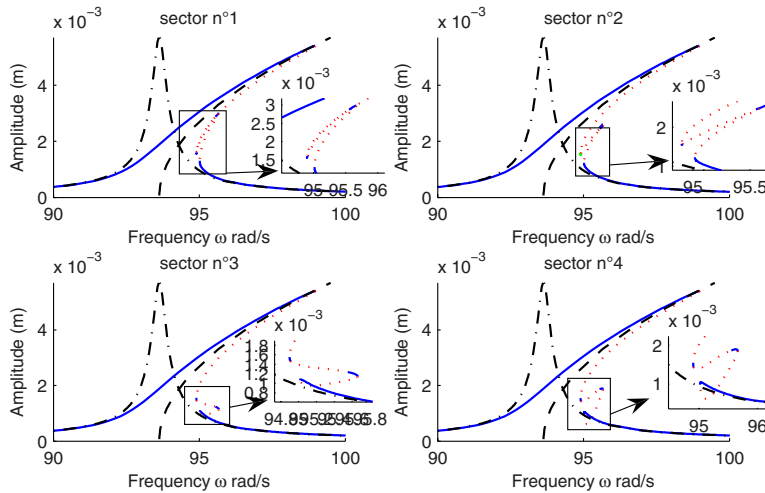 x 10⁻³
sector n°1
Amplitude (m)
4
2
0
90
95
100
Frequency ω rad/s
x 10⁻³
3
2.5
2
1.5
95
95.5
96
x 10⁻³
sector n°2
Amplitude (m)
4
2
0
90
95
100
Frequency ω rad/s
x 10⁻³
2
1
95
95.5
x 10⁻³
sector n°3
Amplitude (m)
4
2
0
90
95
100
Frequency ω rad/s
x 10⁻³
1.8
1.6
1.4
1.2
1
0.8
95.8
x 10⁻³
sector n°4
Amplitude (m)
4
2
0
90
95
100
Frequency ω rad/s
x 10⁻³
2
1
95
96